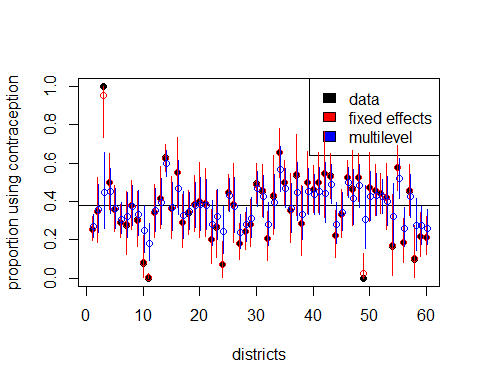 proportion using contraception
1.0
0.8
0.6
0.4
0.2
0.0
data
fixed effects
multilevel
0 10 20 30 40 50 60
districts